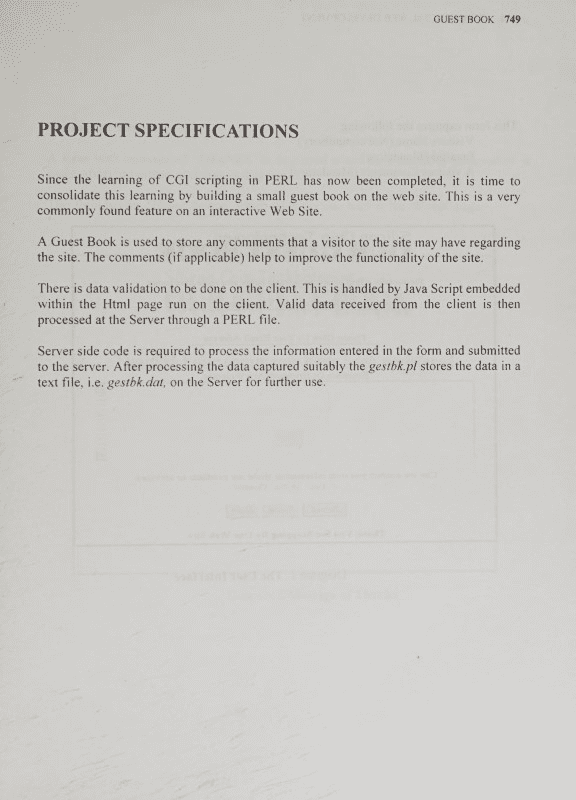 GUEST BOOK 749
PROJECT SPECIFICATIONS
Since the learning of CGI scripting in PERL has now been completed, it is time to
consolidate this learning by building a small guest book on the web site. This is a very
commonly found feature on an interactive Web Site.
A Guest Book is used to store any comments that a visitor to the site may have regarding
the site. The comments (if applicable) help to improve the functionality of the site.
There is data validation to be done on the client. This is handled by Java Script embedded
within the Html page run on the client. Valid data received from the client is then
processed at the Server through a PERL file.
Server side code is required to process the information entered in the form and submitted
to the server. After processing the data captured suitably the gestbk.pl stores the data in a
text file, i.e. gestbk.dat, on the Server for further use.